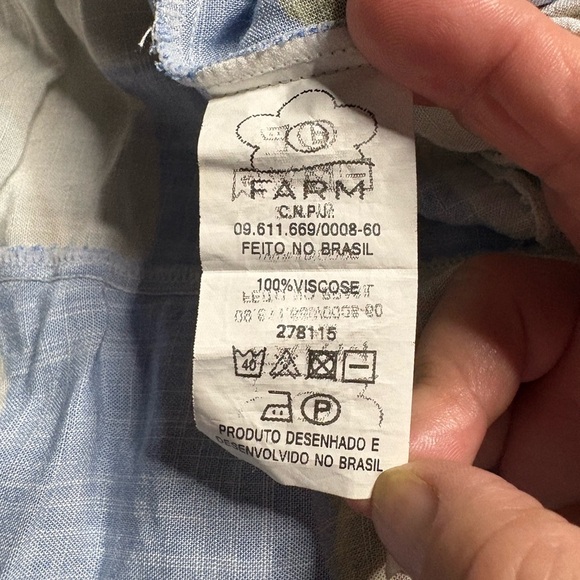 FARM
C.N.P.J.
09.611.669/0008-60
FEITO NO BRASIL
100%VISCOSE
278115
40
P
PRODUTO DESENHADO E
DESENVOLVIDO NO BRASIL